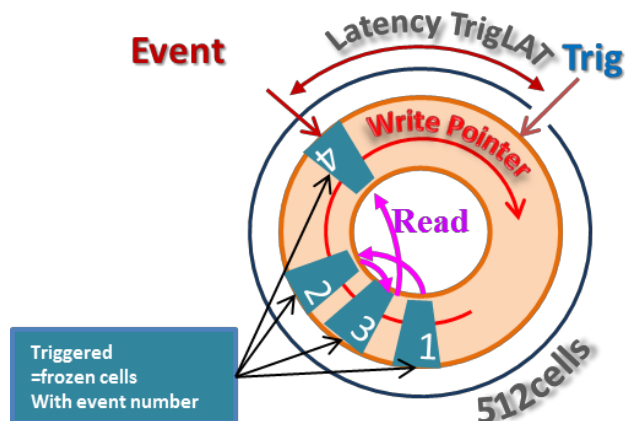 Event
Latency TrigLAT
Trig
Write Pointer
4
Read
2
3
1
Triggered
=frozen cells
With event number
512cells